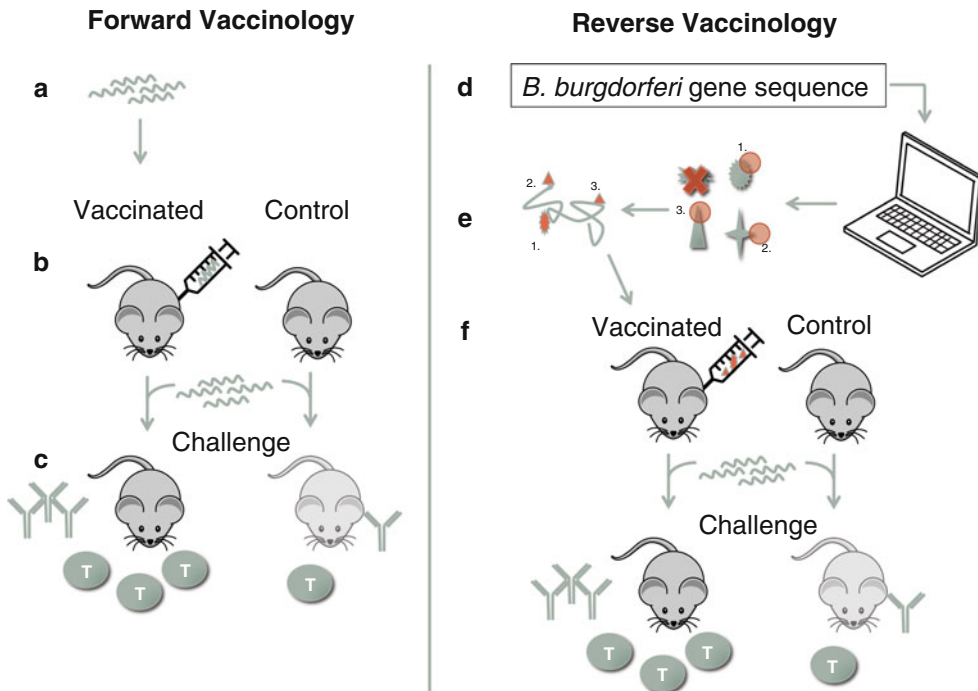 Forward Vaccinology
a
Vaccinated Control
b
Challenge
c
T T T T
Reverse Vaccinology
d B. burgdorferi gene sequence
1.
2. 3.
3.
e
1. 2.
Vaccinated Control
f
Challenge
T T T T